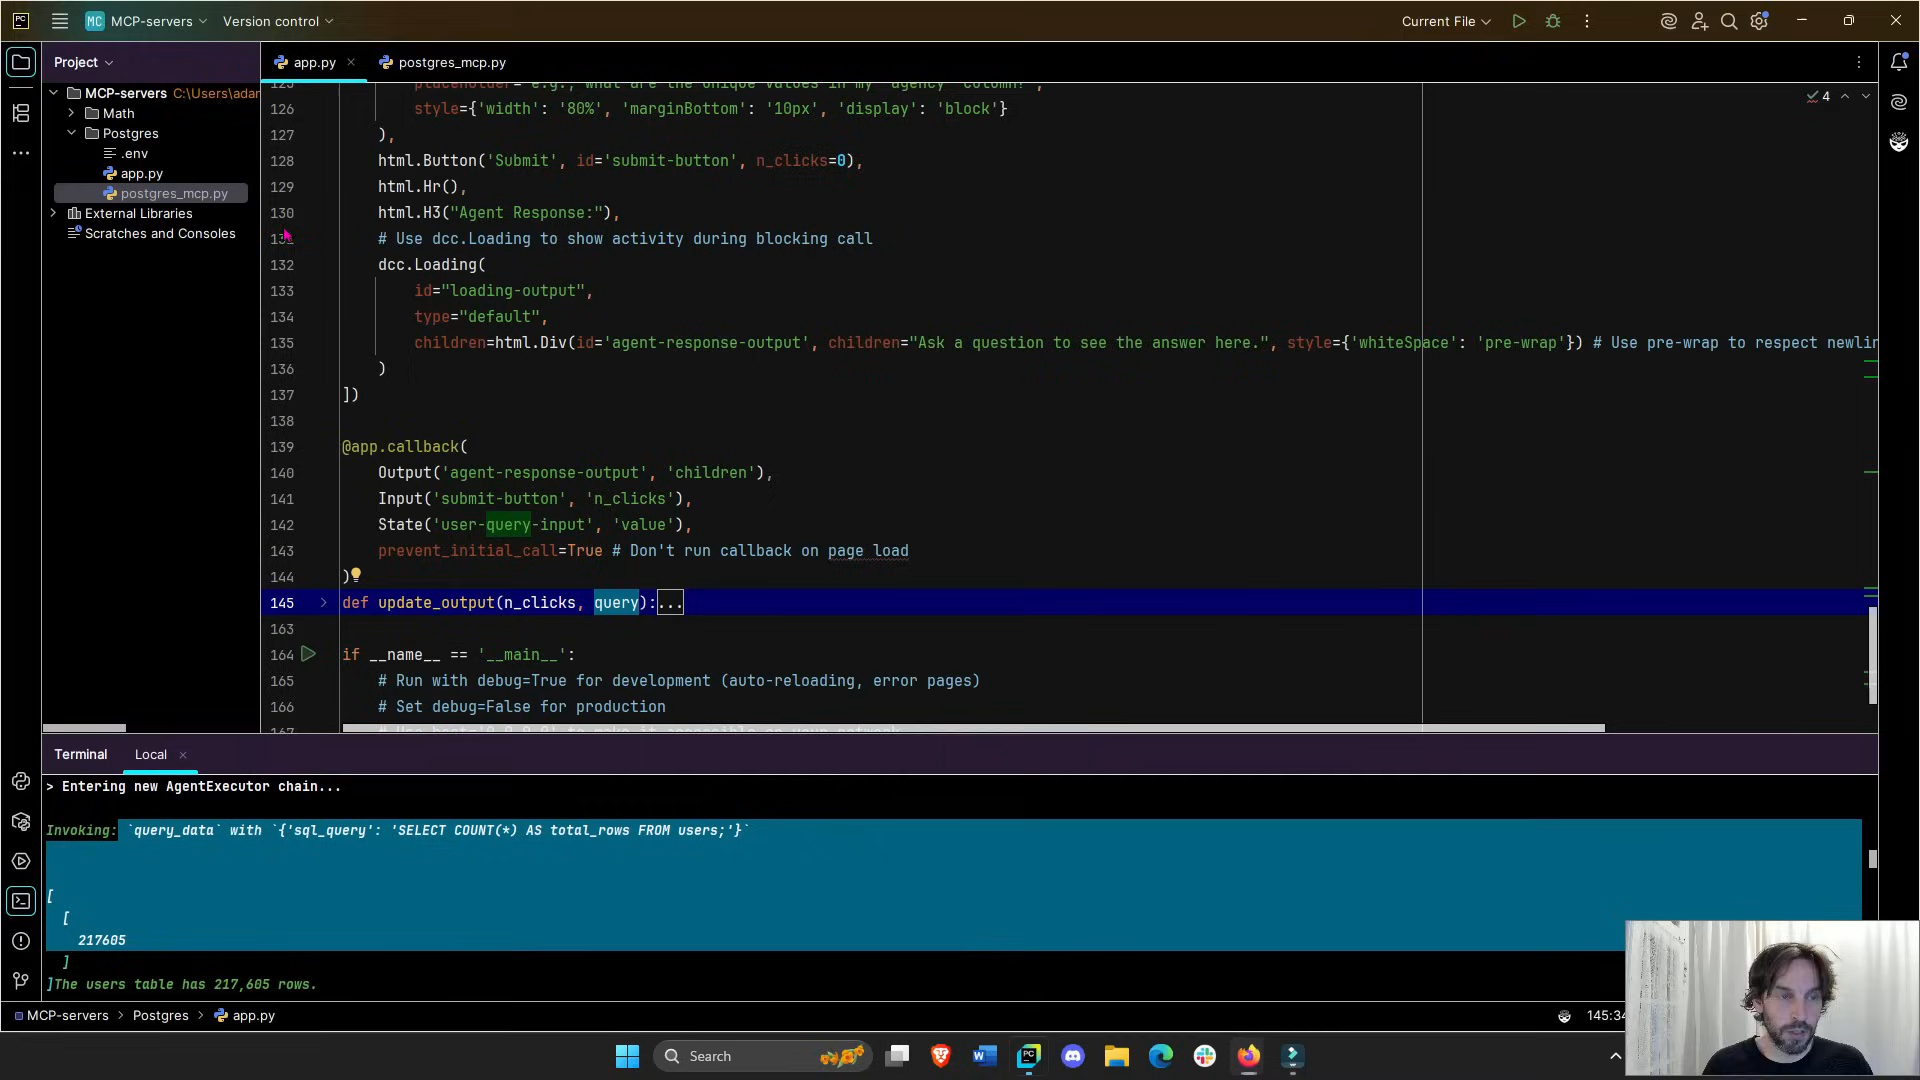 PC
MC MCP-servers
Version control
Current File
Project
app.py
postgres_mcp.py
MCP-servers C:\Users\adar
Math
Postgres
.env
app.py
postgres_mcp.py
External Libraries
Scratches and Consoles
4
126 style={'width': '80%', 'marginBottom': '10px', 'display': 'block'}
127 ),
128 html.Button('Submit', id='submit-button', n_clicks=0),
129 html.Hr(),
130 html.H3("Agent Response:"),
131 # Use dcc.Loading to show activity during blocking call
132 dcc.Loading(
133 id="loading-output",
134 type="default",
135 children=html.Div(id='agent-response-output', children="Ask a question to see the answer here.", style={'whiteSpace': 'pre-wrap'}) # Use pre-wrap to respect newlin
136 )
137 ])
138
139 @app.callback(
140 Output('agent-response-output', 'children'),
141 Input('submit-button', 'n_clicks'),
142 State('user-query-input', 'value'),
143 prevent_initial_call=True # Don't run callback on page load
144 )
145 def update_output(n_clicks, query):...
163
164 if __name__ == '__main__':
165 # Run with debug=True for development (auto-reloading, error pages)
166 # Set debug=False for production
Terminal
Local
> Entering new AgentExecutor chain...
Invoking: `query_data` with `{'sql_query': 'SELECT COUNT(*) AS total_rows FROM users;'}`
[
[
217605
]
]The users table has 217,605 rows.
MCP-servers > Postgres > app.py
145:34
Search
PC